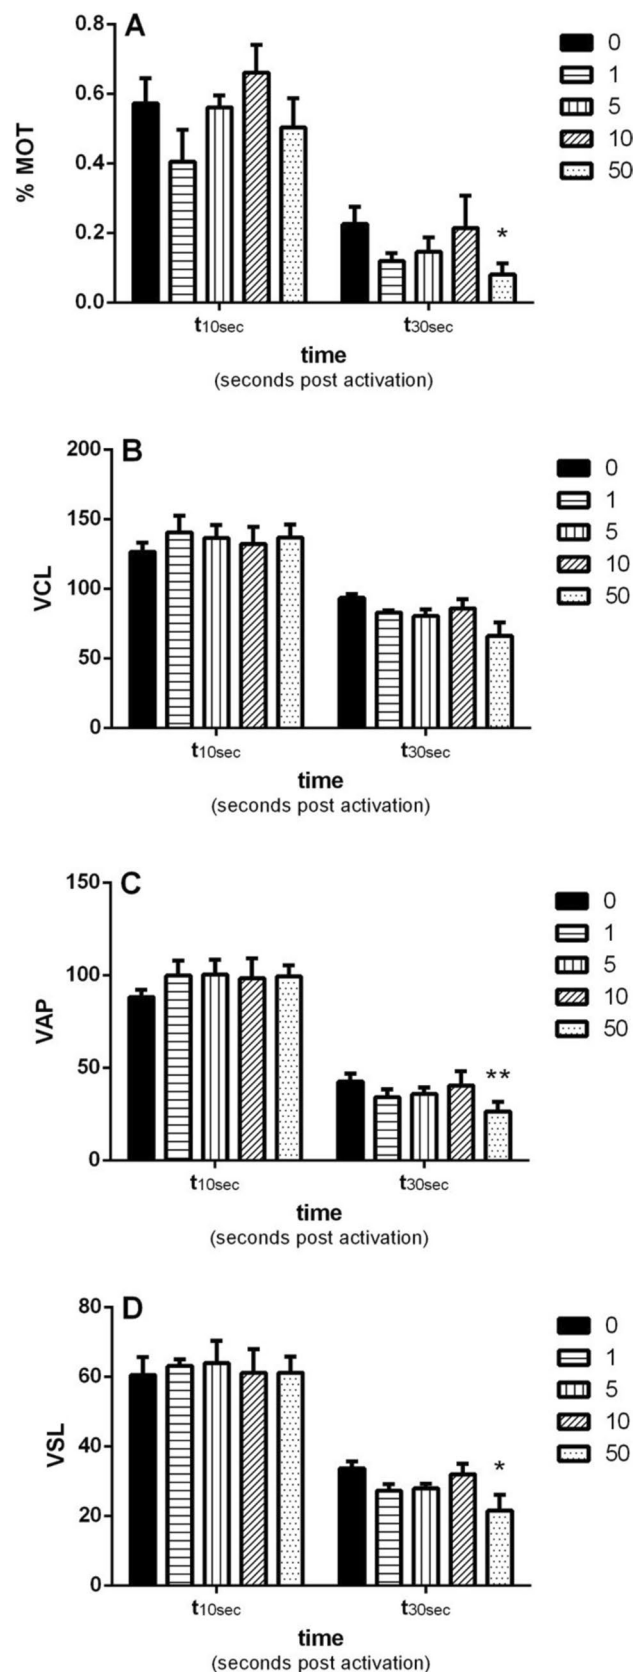 A
0.8
0.6
0.4
0.2
0.0
% MOT
*
t10sec
t30sec
time
(seconds post activation)
0
1
5
10
50
B
200
150
100
50
0
VCL
t10sec
t30sec
time
(seconds post activation)
0
1
5
10
50
C
150
100
50
0
VAP
**
t10sec
t30sec
time
(seconds post activation)
0
1
5
10
50
D
80
60
40
20
0
VSL
*
t10sec
t30sec
time
(seconds post activation)
0
1
5
10
50